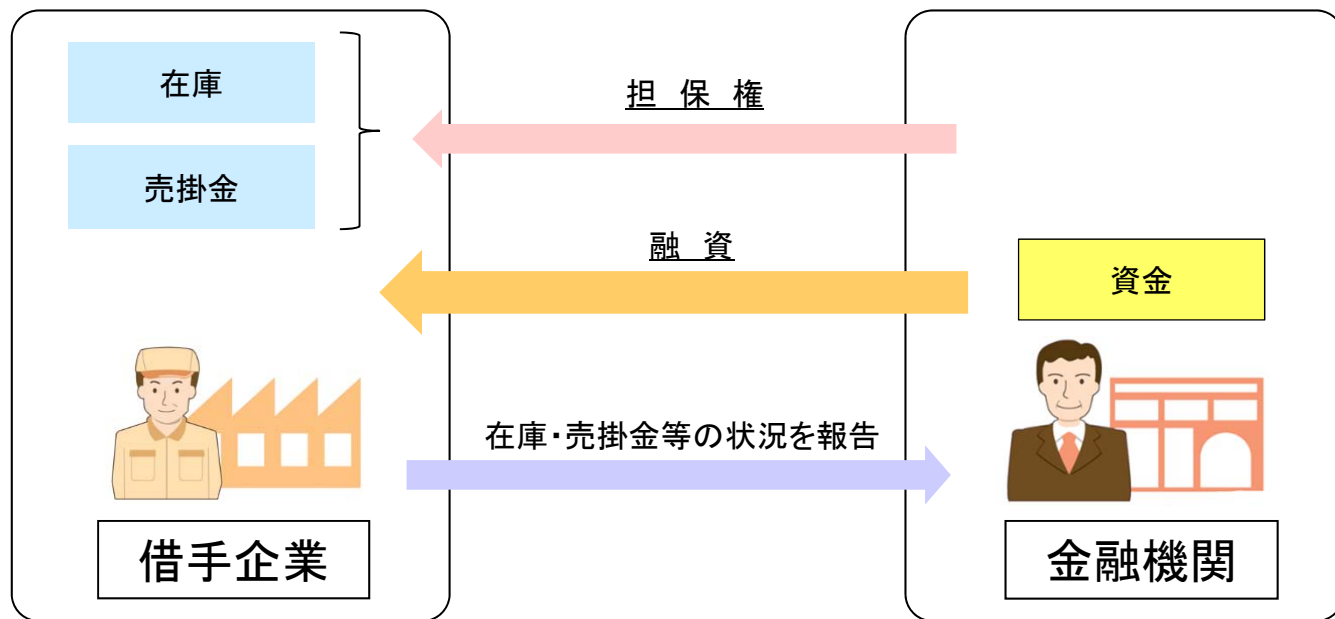 在庫
売掛金
担 保 権
融 資
資金
在庫・売掛金等の状況を報告
借手企業
金融機関